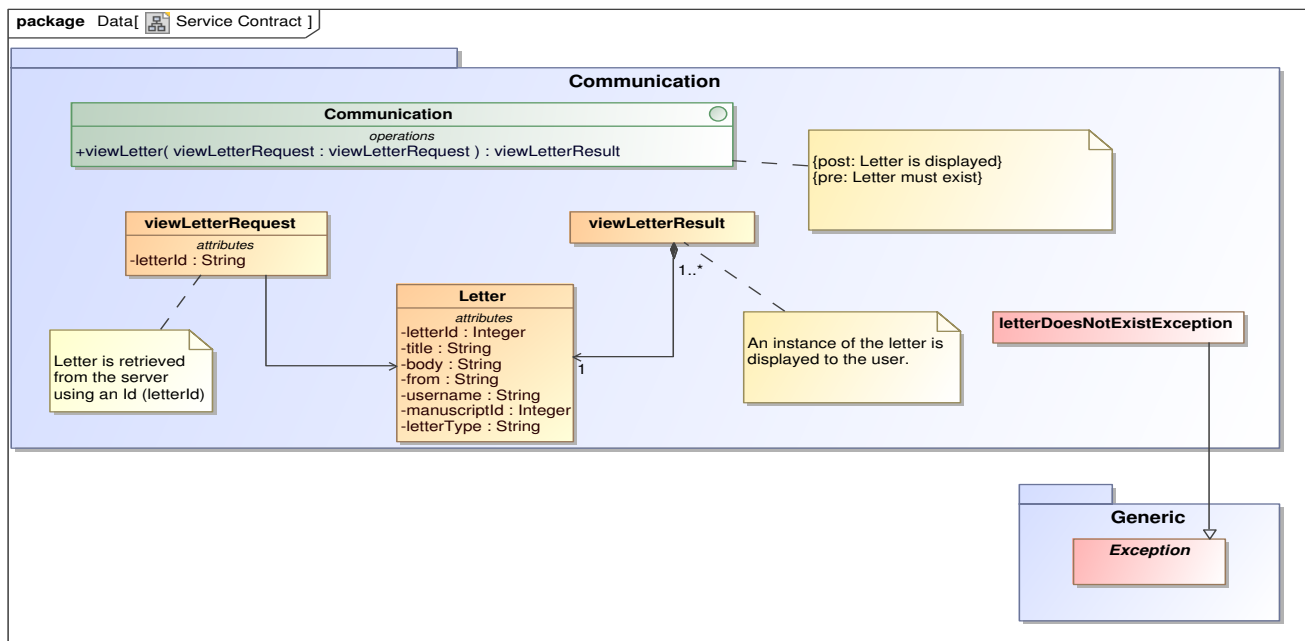 package Data[ Service Contract ]
Communication
Communication
operations
+viewLetter( viewLetterRequest : viewLetterRequest ) : viewLetterResult
{post: Letter is displayed}
{pre: Letter must exist}
viewLetterRequest
attributes
-letterId : String
viewLetterResult
1..*
Letter
attributes
-letterId : Integer
-title : String
-body : String
-from : String
-username : String
-manuscriptId : Integer
-letterType : String
1
Letter is retrieved
from the server
using an Id (letterId)
An instance of the letter is
displayed to the user.
letterDoesNotExistException
Generic
Exception